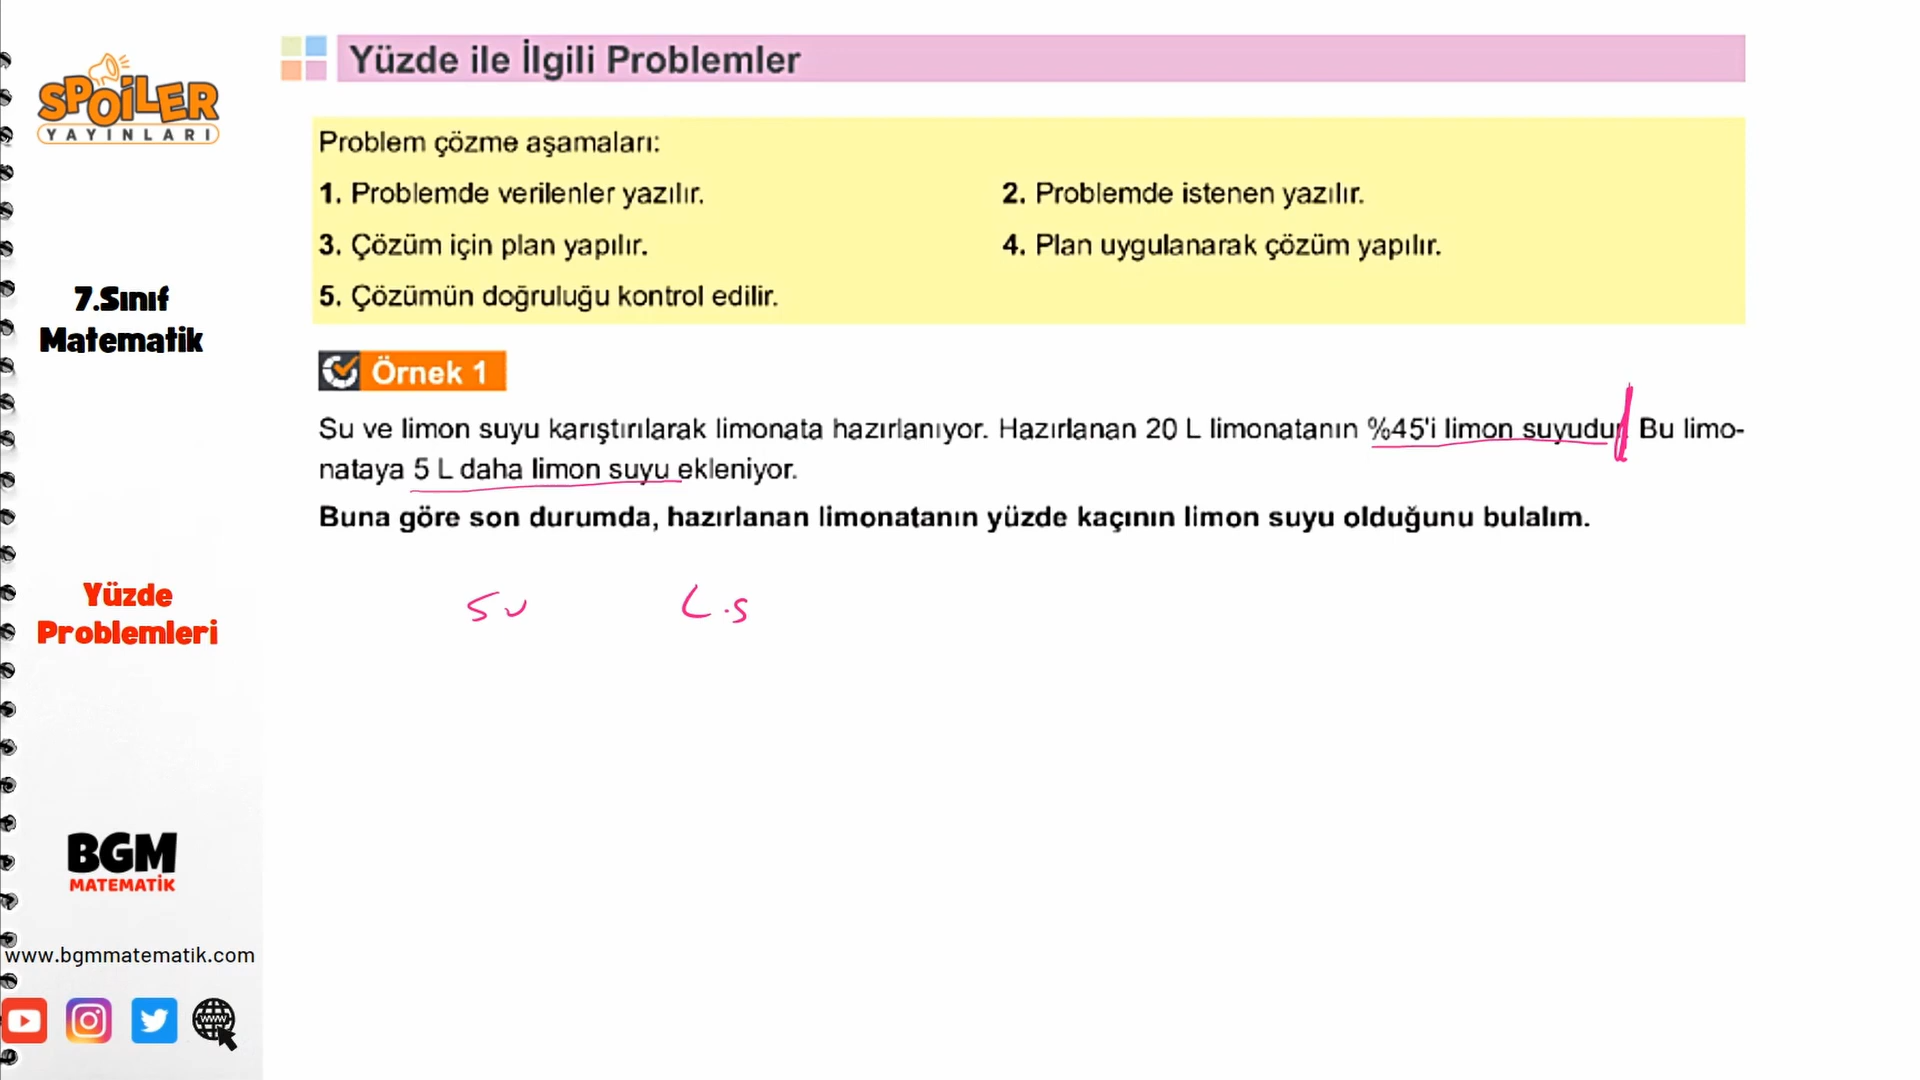 Yüzde ile İlgili Problemler
SPOİLER
YAYINLARI
Problem çözme aşamaları:
1. Problemde verilenler yazılır.
2. Problemde istenen yazılır.
3. Çözüm için plan yapılır.
4. Plan uygulanarak çözüm yapılır.
5. Çözümün doğruluğu kontrol edilir.
7.Sınıf
Matematik
Örnek 1
Su ve limon suyu karıştırılarak limonata hazırlanıyor. Hazırlanan 20 L limonatanın %45'i limon suyudur. Bu limo-
nataya 5 L daha limon suyu ekleniyor.
Buna göre son durumda, hazırlanan limonatanın yüzde kaçının limon suyu olduğunu bulalım.
Su L.S
Yüzde
Problemleri
BGM
MATEMATİK
www.bgmmatematik.com
WWW